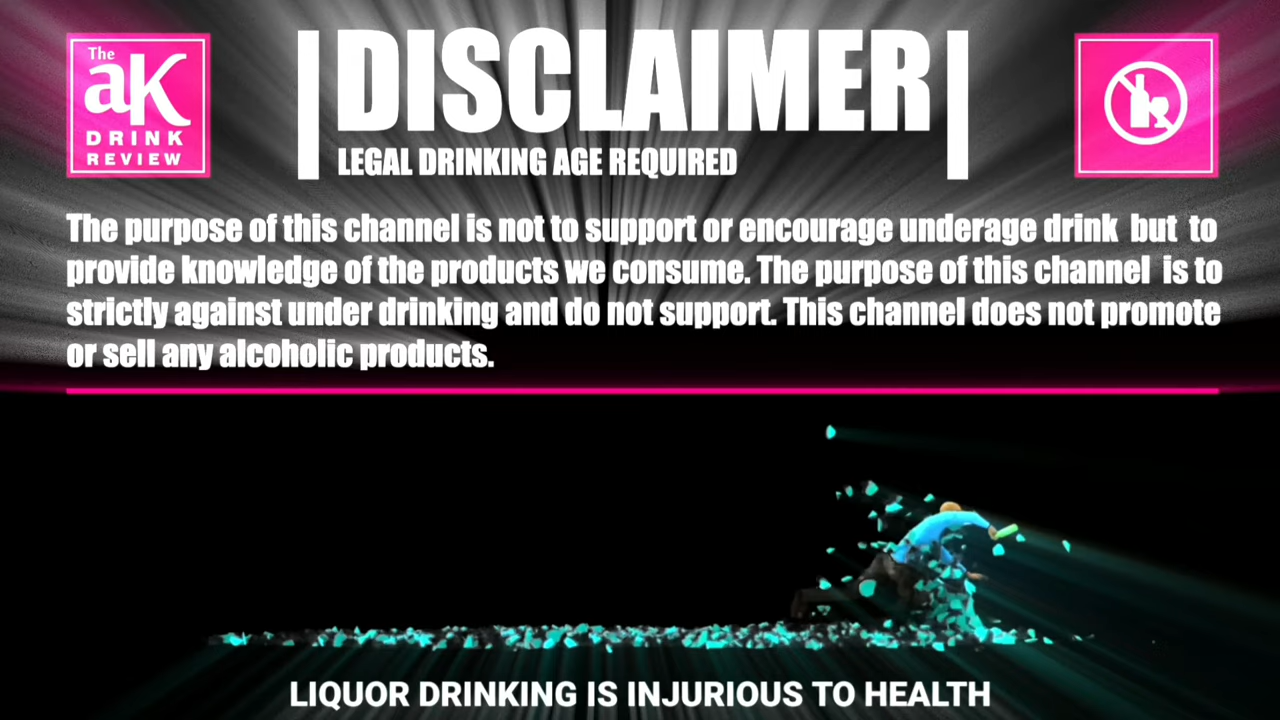 The
aK
DRINK
REVIEW
DISCLAIMER
LEGAL DRINKING AGE REQUIRED
The purpose of this channel is not to support or encourage underage drink but to
provide knowledge of the products we consume. The purpose of this channel is to
strictly against under drinking and do not support. This channel does not promote
or sell any alcoholic products.
LIQUOR DRINKING IS INJURIOUS TO HEALTH